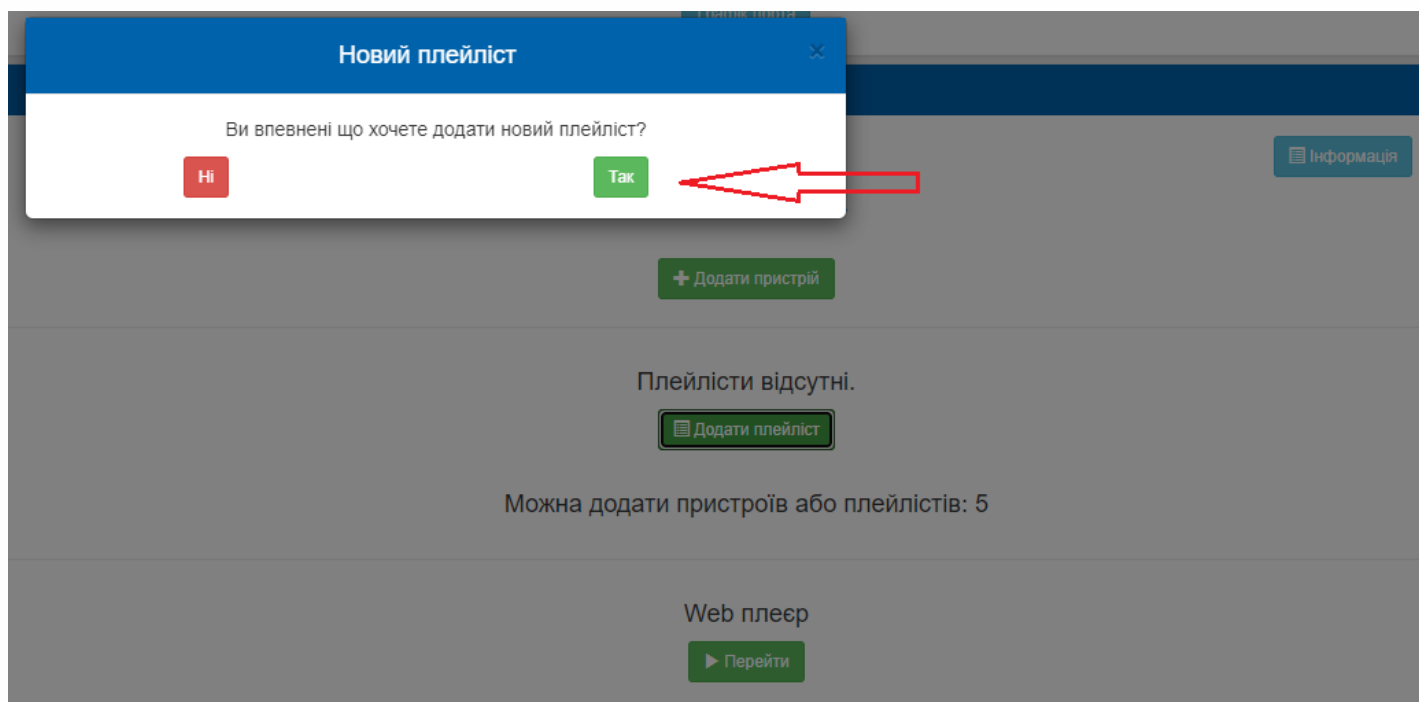 Новий плейліст
×
Ви впевнені що хочете додати новий плейліст?
Ні
Так
Інформація
Додати пристрій
Плейлісти відсутні.
Додати плейліст
Можна додати пристроїв або плейлістів: 5
Web плеєр
Перейти